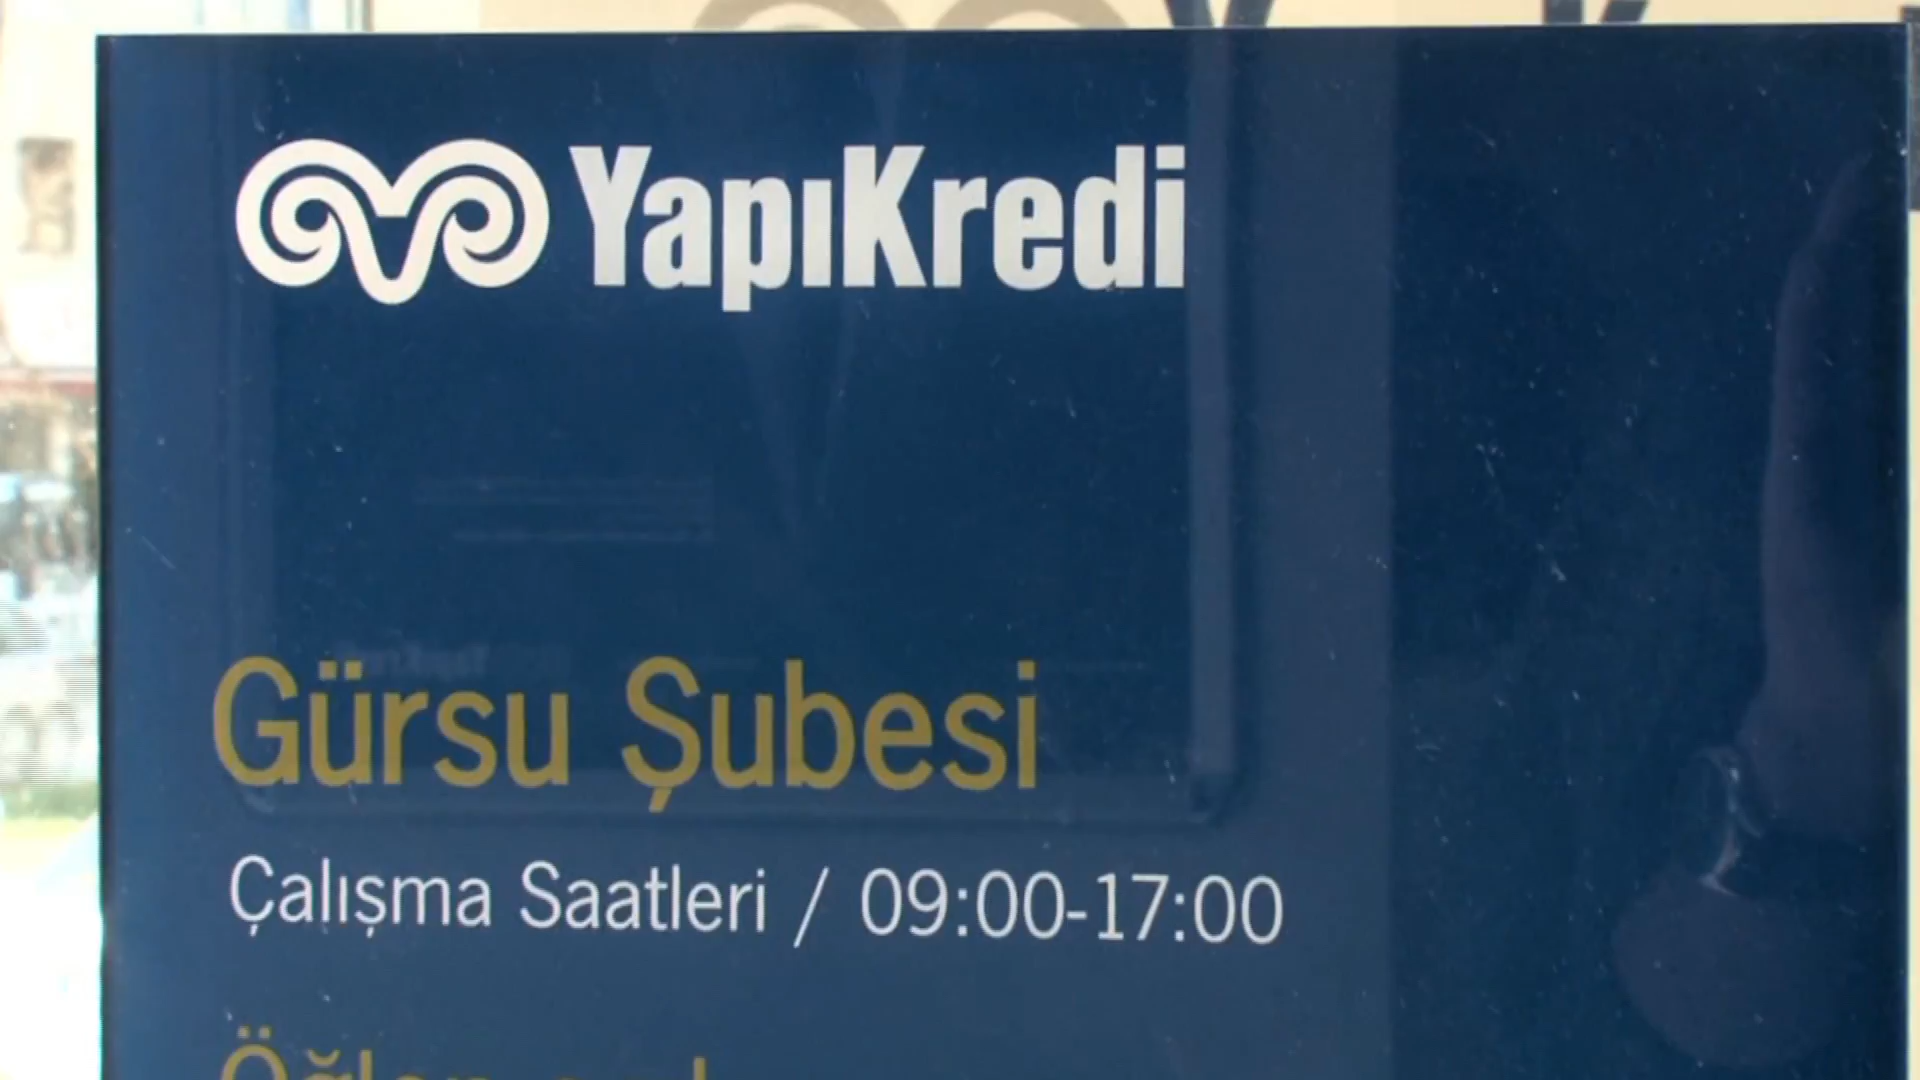 YapıKredi
Gürsu Şubesi
Çalışma Saatleri / 09:00-17:00